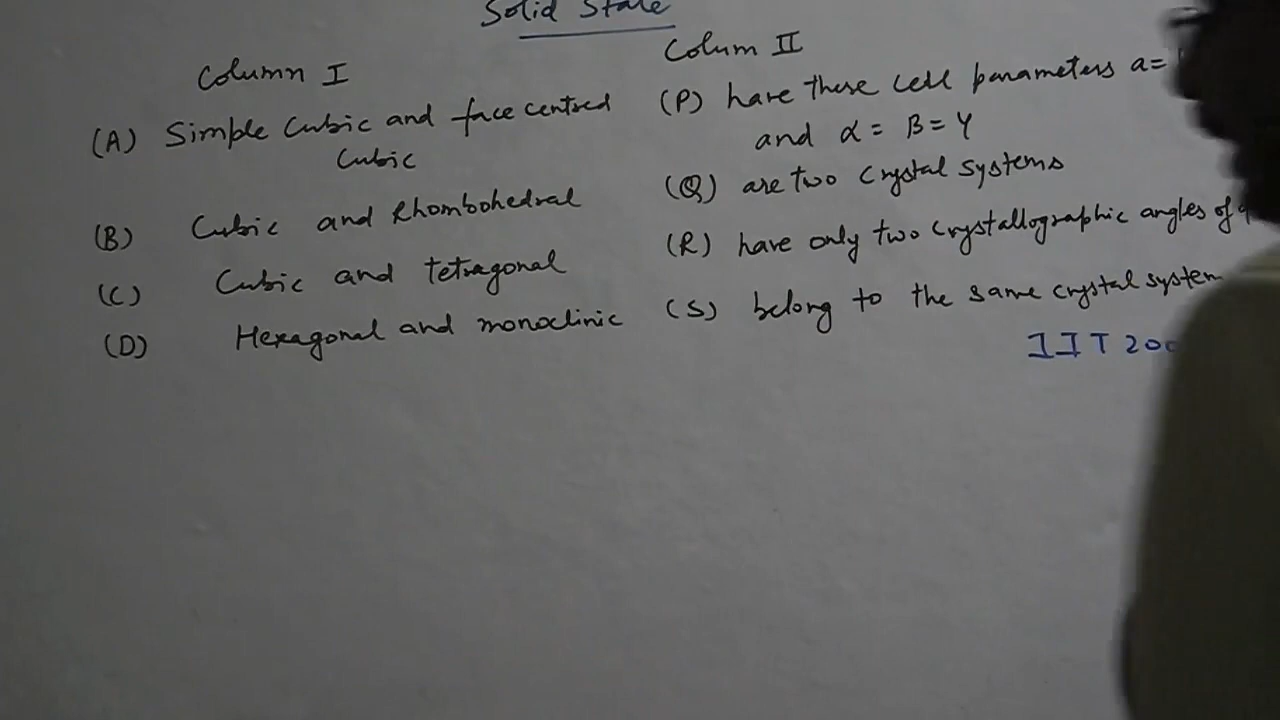 Solid State
Column I
Colum II
(A) Simple Cubic and face centred
Cubic
(B) Cubic and Rhombohedral
(C) Cubic and tetragonal
(D) Hexagonal and monoclinic
(P) have these cell parameters a=
and α = β = γ
(Q) are two crystal systems
(R) have only two crystallographic angles of
(S) belong to the same crystal system
IIT